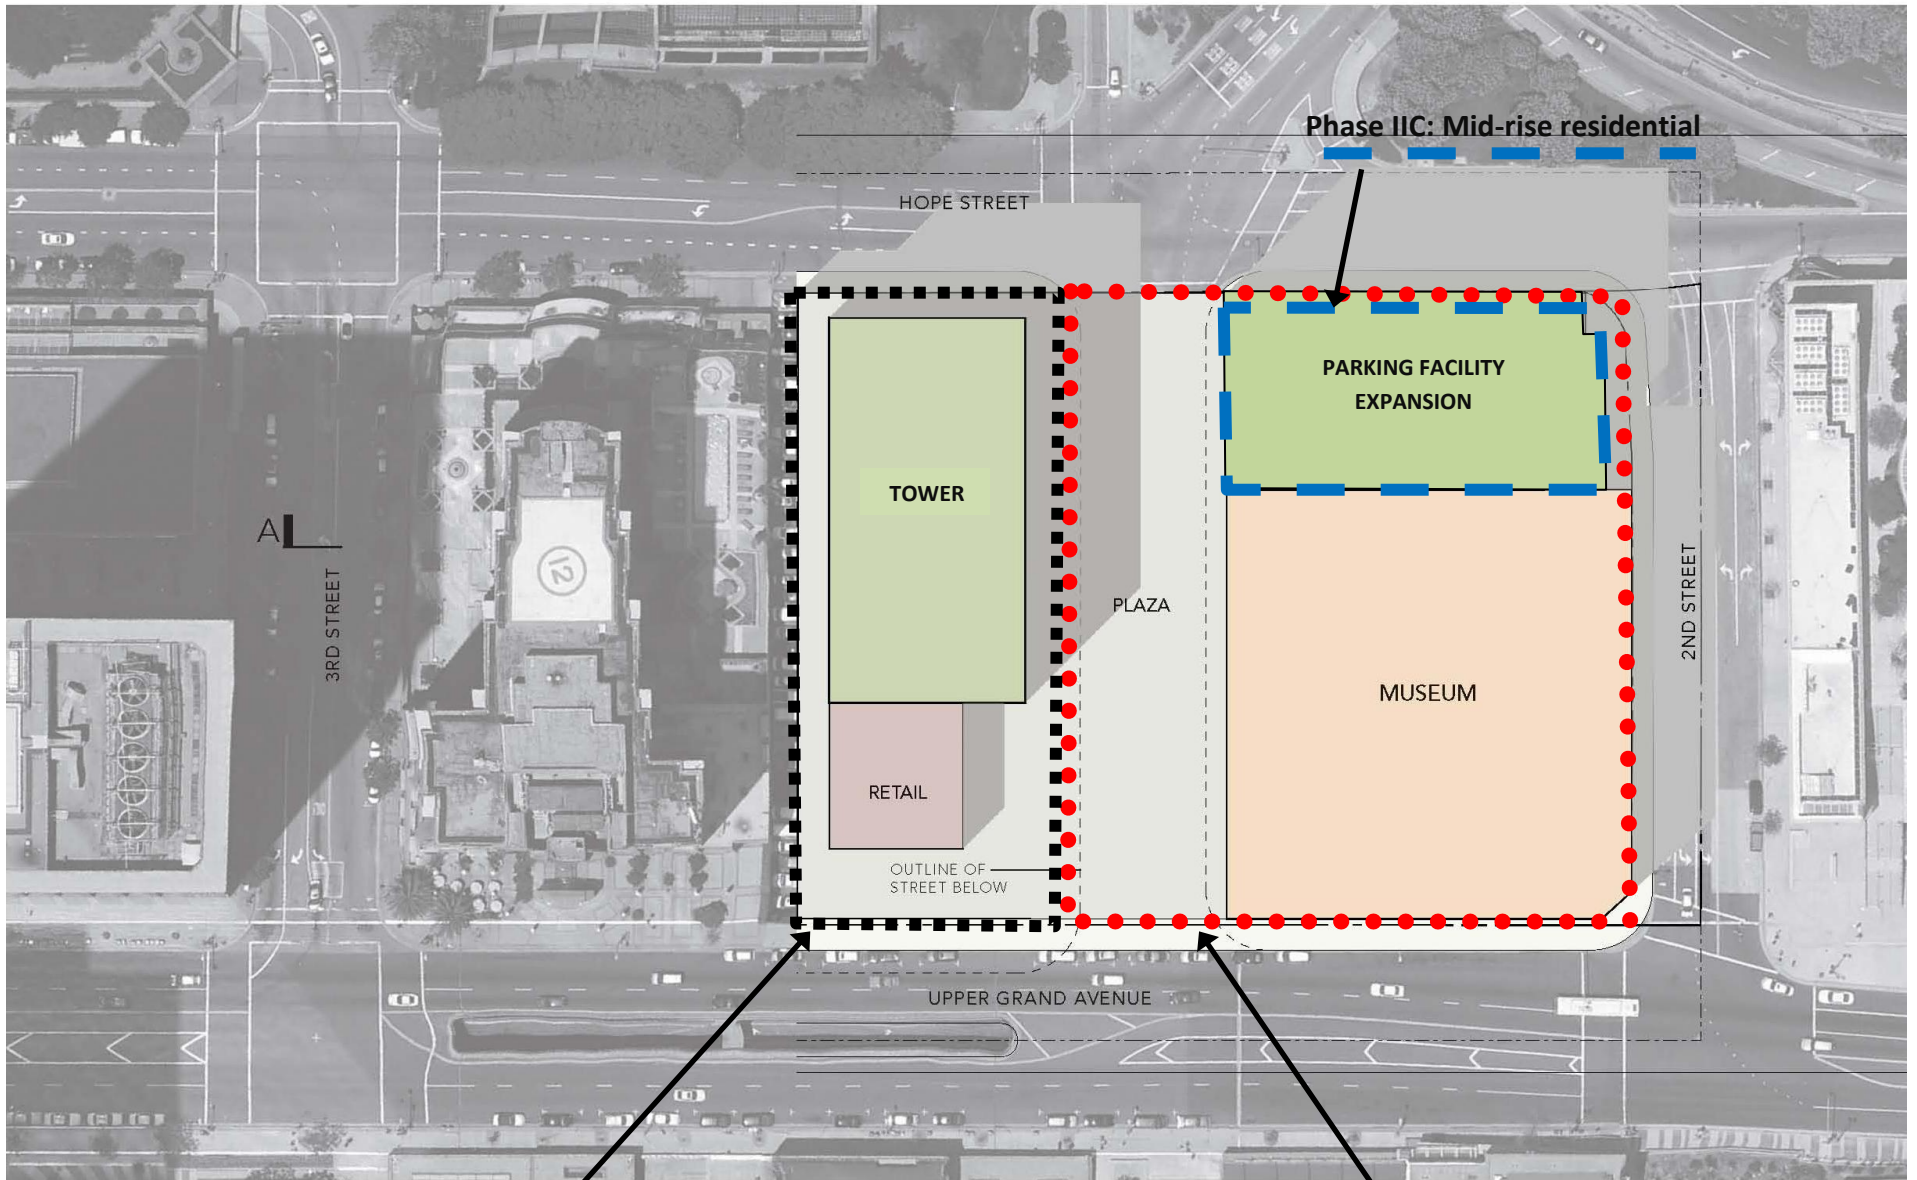 Phase IIC: Mid-rise residential
HOPE STREET
PARKING FACILITY
EXPANSION
TOWER
A
12
3RD STREET
PLAZA
2ND STREET
MUSEUM
RETAIL
OUTLINE OF
STREET BELOW
UPPER GRAND AVENUE